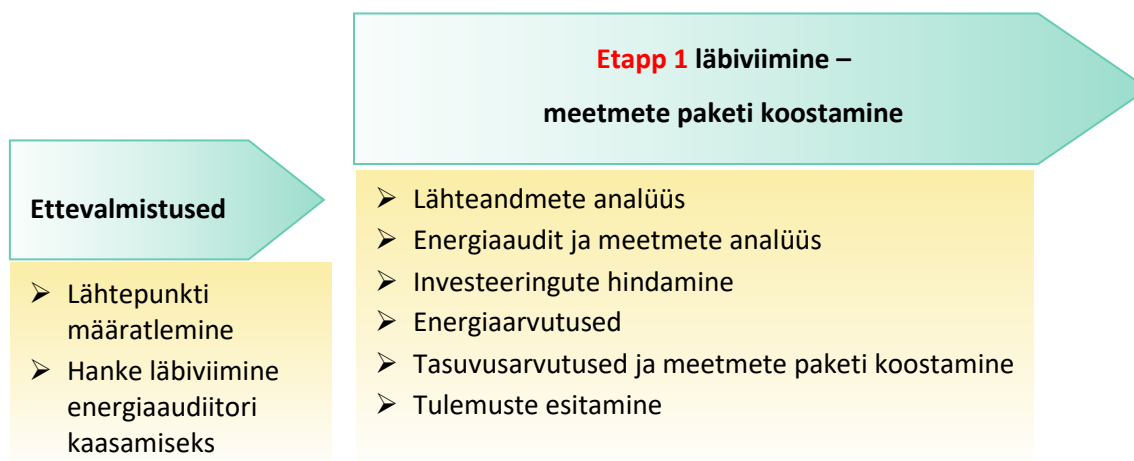 Etapp 1 läbiviimine –
meetmete paketi koostamine
Ettevalmistused
➢ Lähtepunkti
määratlemine
➢ Hanke läbiviimine
energiaaudiitori
kaasamiseks
➢ Lähteandmete analüüs
➢ Energiaaudit ja meetmete analüüs
➢ Investeeringute hindamine
➢ Energiaarvutused
➢ Tasuvusarvutused ja meetmete paketi koostamine
➢ Tulemuste esitamine